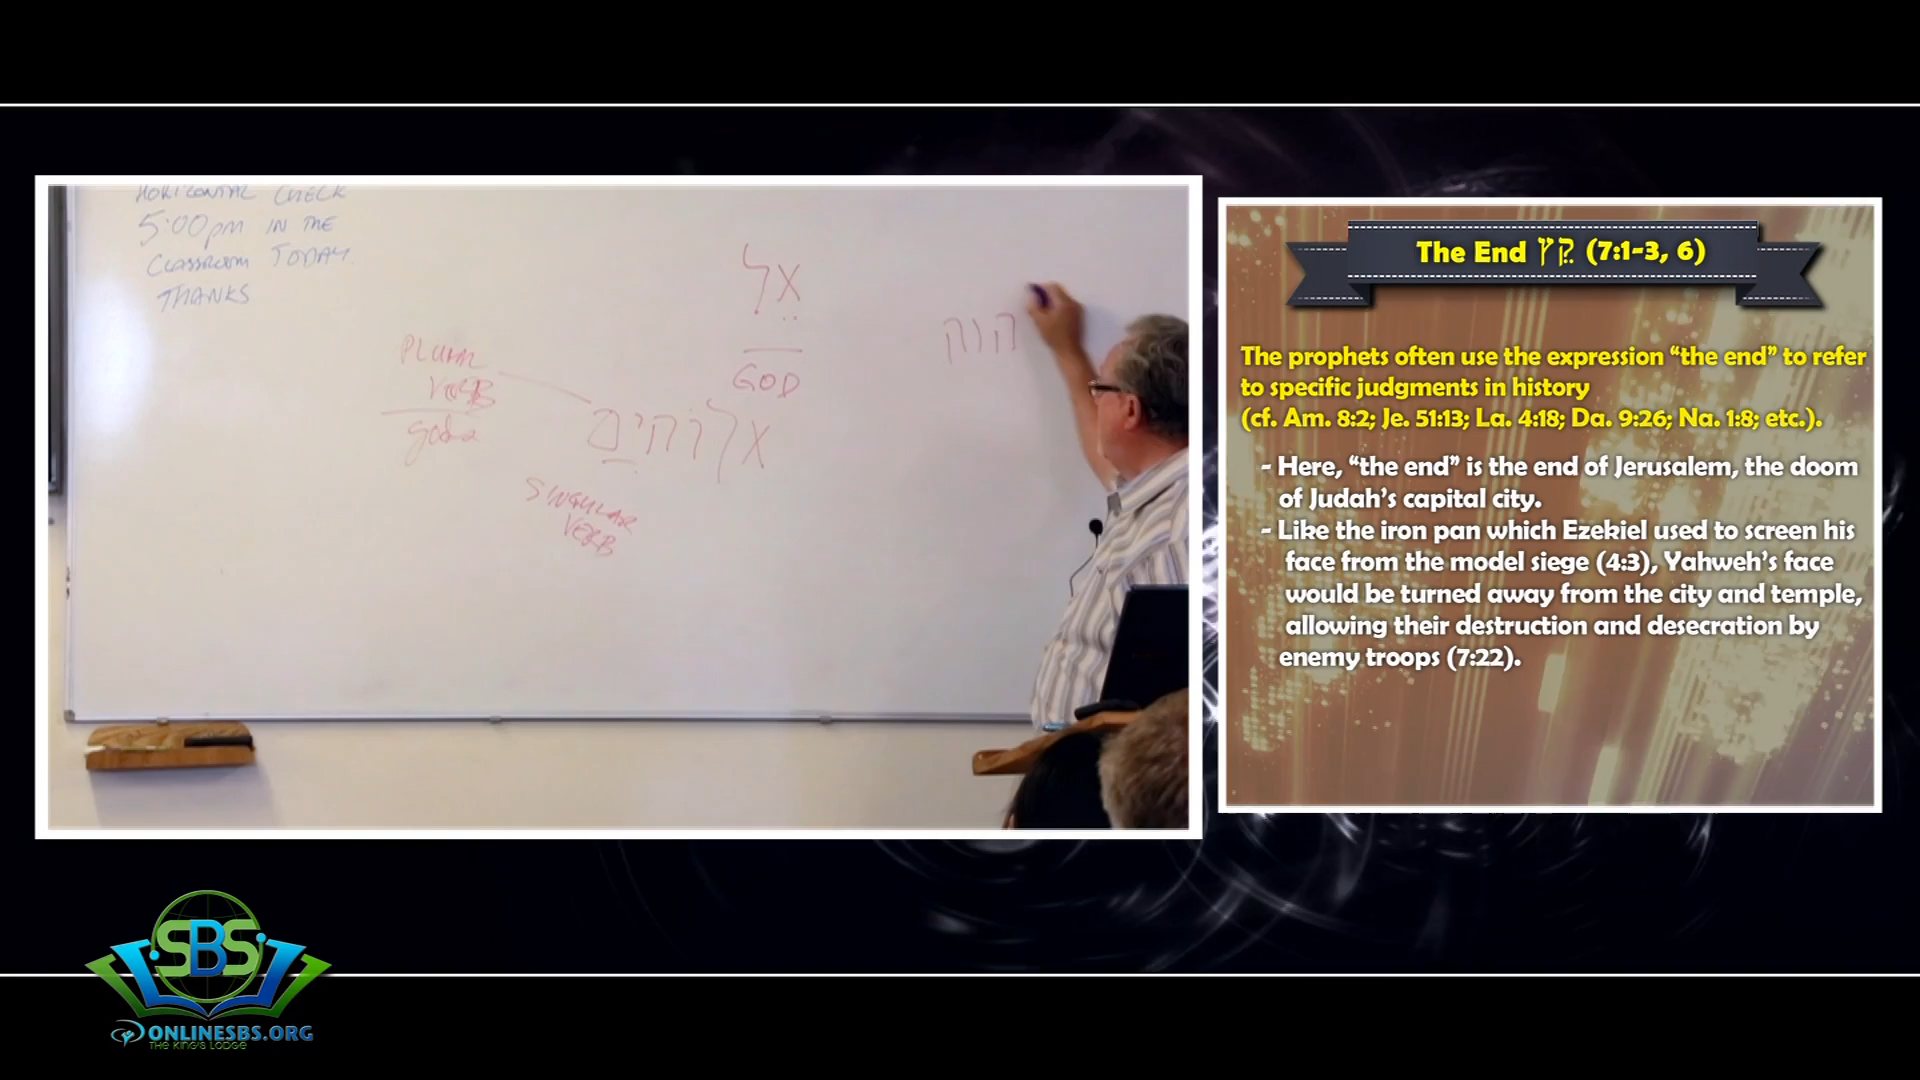 HORIZONTAL CHECK
5:00pm IN THE
CLASSROOM TODAY
THANKS
אֵל
GOD
PLURAL
VERB
gods
אלוֹהִים
SINGULAR
VERB
הוה
The End קֵץ (7:1-3, 6)
The prophets often use the expression “the end” to refer
to specific judgments in history
(cf. Am. 8:2; Je. 51:13; La. 4:18; Da. 9:26; Na. 1:8; etc.).
- Here, “the end” is the end of Jerusalem, the doom
of Judah’s capital city.
- Like the iron pan which Ezekiel used to screen his
face from the model siege (4:3), Yahweh’s face
would be turned away from the city and temple,
allowing their destruction and desecration by
enemy troops (7:22).
SBS
ONLINESBS.ORG
THE KING'S LODGE